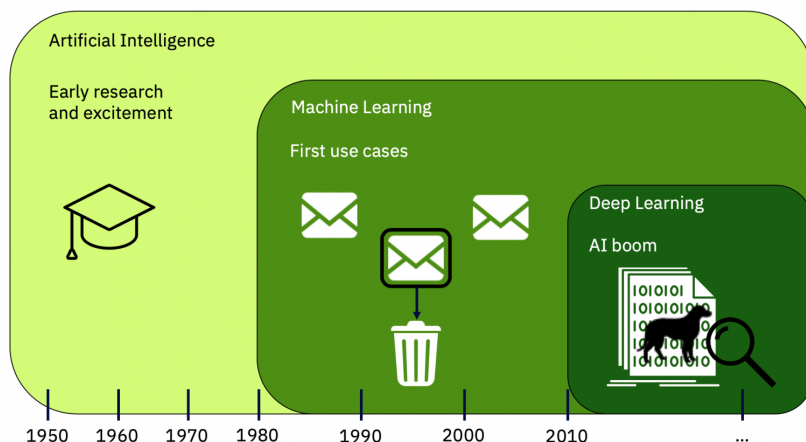 Artificial Intelligence
Early research
and excitement
Machine Learning
First use cases
Deep Learning
AI boom
IOIOIOI
1950 1960 1970 1980 1990 2000 2010 ...